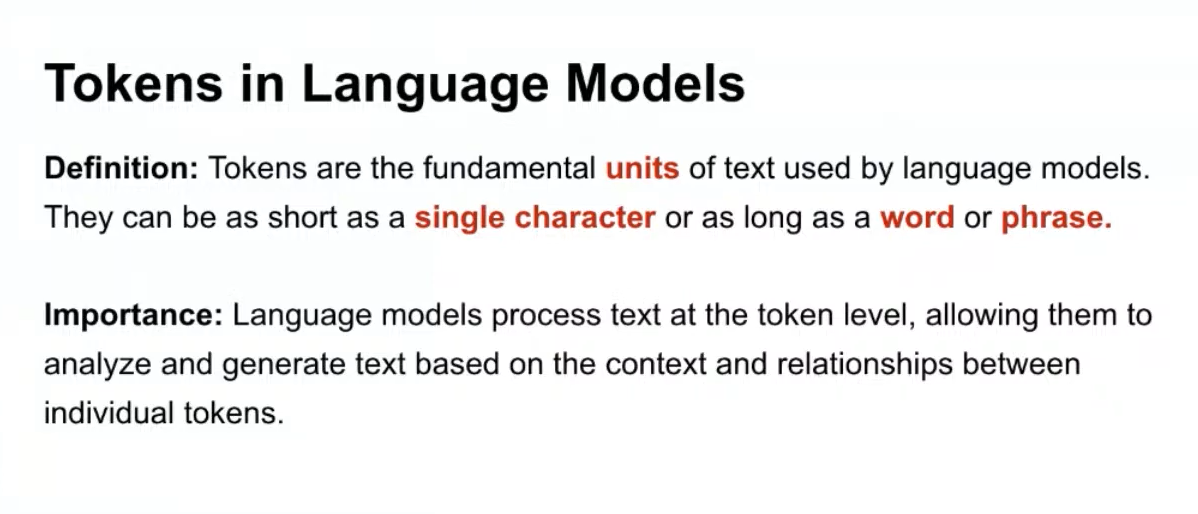 Tokens in Language Models
Definition: Tokens are the fundamental units of text used by language models.
They can be as short as a single character or as long as a word or phrase.
Importance: Language models process text at the token level, allowing them to
analyze and generate text based on the context and relationships between
individual tokens.